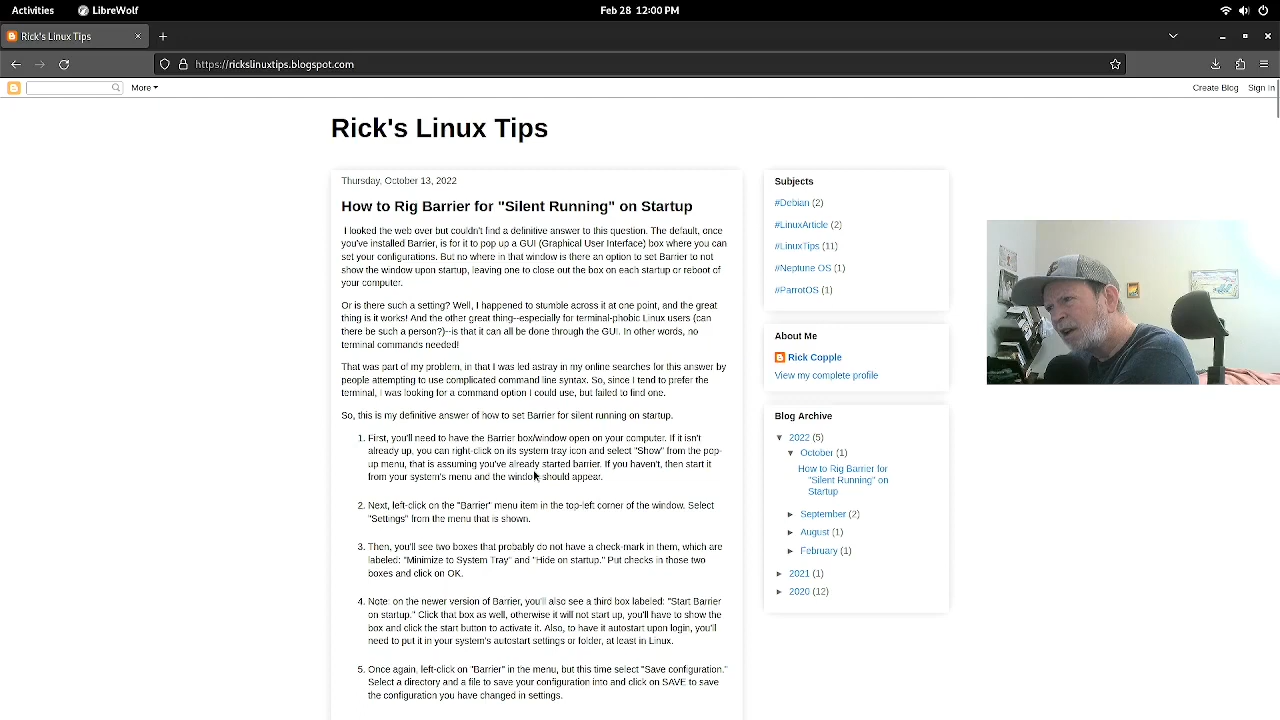 Activities
LibreWolf
Feb 28 12:00 PM
Rick's Linux Tips
https://rickslinuxtips.blogspot.com
More
Create Blog
Sign In
Rick's Linux Tips
Thursday, October 13, 2022
How to Rig Barrier for "Silent Running" on Startup
I looked the web over but couldn't find a definitive answer to this question. The default, once
you've installed Barrier, is for it to pop up a GUI (Graphical User Interface) box where you can
set your configurations. But no where in that window is there an option to set Barrier to not
show the window upon startup, leaving one to close out the box on each startup or reboot of
your computer.
Or is there such a setting? Well, I happened to stumble across it at one point, and the great
thing is it works! And the other great thing--especially for terminal-phobic Linux users (can
there be such a person?)--is that it can all be done through the GUI. In other words, no
terminal commands needed!
That was part of my problem, in that I was led astray in my online searches for this answer by
people attempting to use complicated command line syntax. So, since I tend to prefer the
terminal, I was looking for a command option I could use, but failed to find one.
So, this is my definitive answer of how to set Barrier for silent running on startup.
1. First, you'll need to have the Barrier box/window open on your computer. If it isn't
already up, you can right-click on its system tray icon and select "Show" from the pop-
up menu, that is assuming you've already started barrier. If you haven't, then start it
from your system's menu and the window should appear.
2. Next, left-click on the "Barrier" menu item in the top-left corner of the window. Select
"Settings" from the menu that is shown.
3. Then, you'll see two boxes that probably do not have a check-mark in them, which are
labeled: "Minimize to System Tray" and "Hide on startup." Put checks in those two
boxes and click on OK.
4. Note: on the newer version of Barrier, you'll also see a third box labeled: "Start Barrier
on startup." Click that box as well, otherwise it will not start up, you'll have to show the
box and click the start button to activate it. Also, to have it autostart upon login, you'll
need to put it in your system's autostart settings or folder, at least in Linux.
5. Once again, left-click on "Barrier" in the menu, but this time select "Save configuration."
Select a directory and a file to save your configuration into and click on SAVE to save
the configuration you have changed in settings.
Subjects
#Debian (2)
#LinuxArticle (2)
#LinuxTips (11)
#Neptune OS (1)
#ParrotOS (1)
About Me
Rick Copple
View my complete profile
Blog Archive
▼ 2022 (5)
▼ October (1)
How to Rig Barrier for
"Silent Running" on
Startup
► September (2)
► August (1)
► February (1)
► 2021 (1)
► 2020 (12)